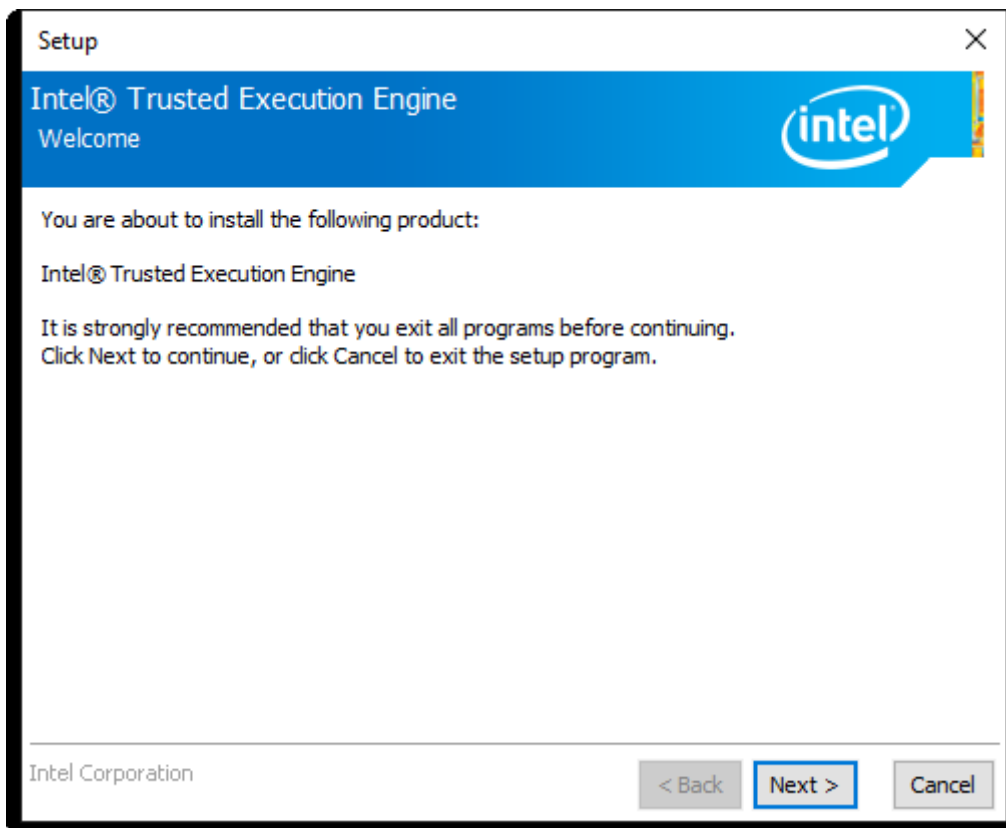 Setup
Intel® Trusted Execution Engine
Welcome
intel
You are about to install the following product:
Intel® Trusted Execution Engine
It is strongly recommended that you exit all programs before continuing.
Click Next to continue, or click Cancel to exit the setup program.
Intel Corporation
< Back Next > Cancel